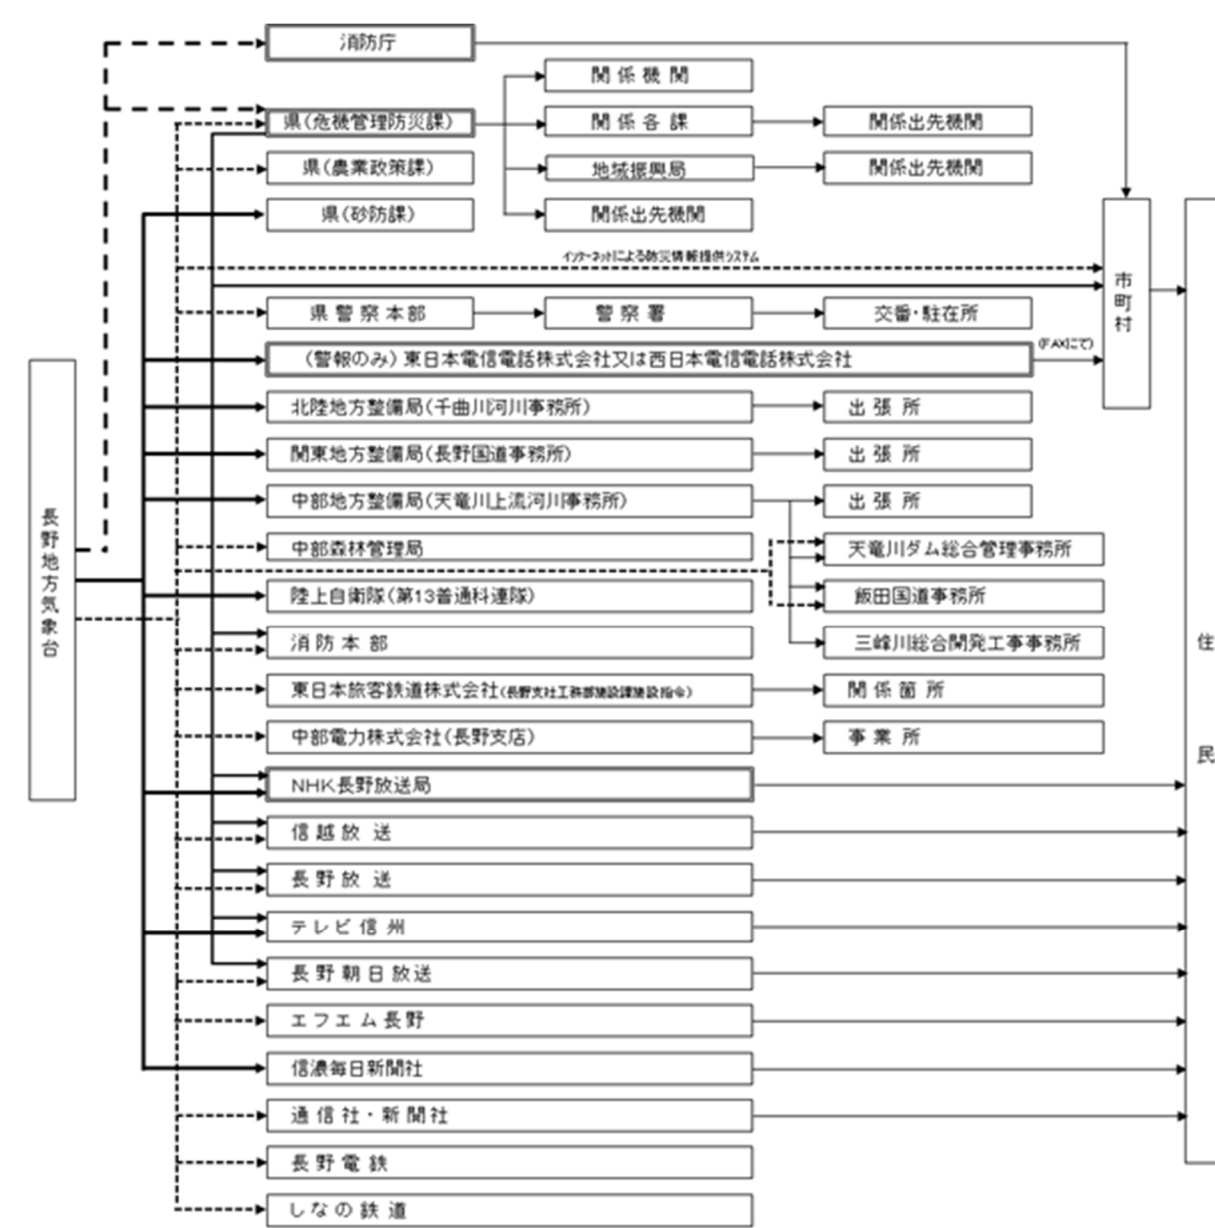 消防庁
関係機関
県(危機管理防災課)
関係各課
関係出先機関
県(農業政策課)
地域振興局
関係出先機関
県(砂防課)
関係出先機関
インターネットによる防災情報提供システム
県警察本部
警察署
交番・駐在所
市町村
(警報のみ)東日本電信電話株式会社又は西日本電信電話株式会社
(FAXにて)
北陸地方整備局(千曲川河川事務所)
出張所
関東地方整備局(長野国道事務所)
出張所
中部地方整備局(天竜川上流河川事務所)
出張所
長野地方気象台
中部森林管理局
天竜川ダム総合管理事務所
陸上自衛隊(第13普通科連隊)
飯田国道事務所
消防本部
三峰川総合開発工事事務所
住民
東日本旅客鉄道株式会社(長野支社工務部施設課施設指令)
関係箇所
中部電力株式会社(長野支店)
事業所
NHK長野放送局
信越放送
長野放送
テレビ信州
長野朝日放送
エフエム長野
信濃毎日新聞社
通信社・新聞社
長野電鉄
しなの鉄道